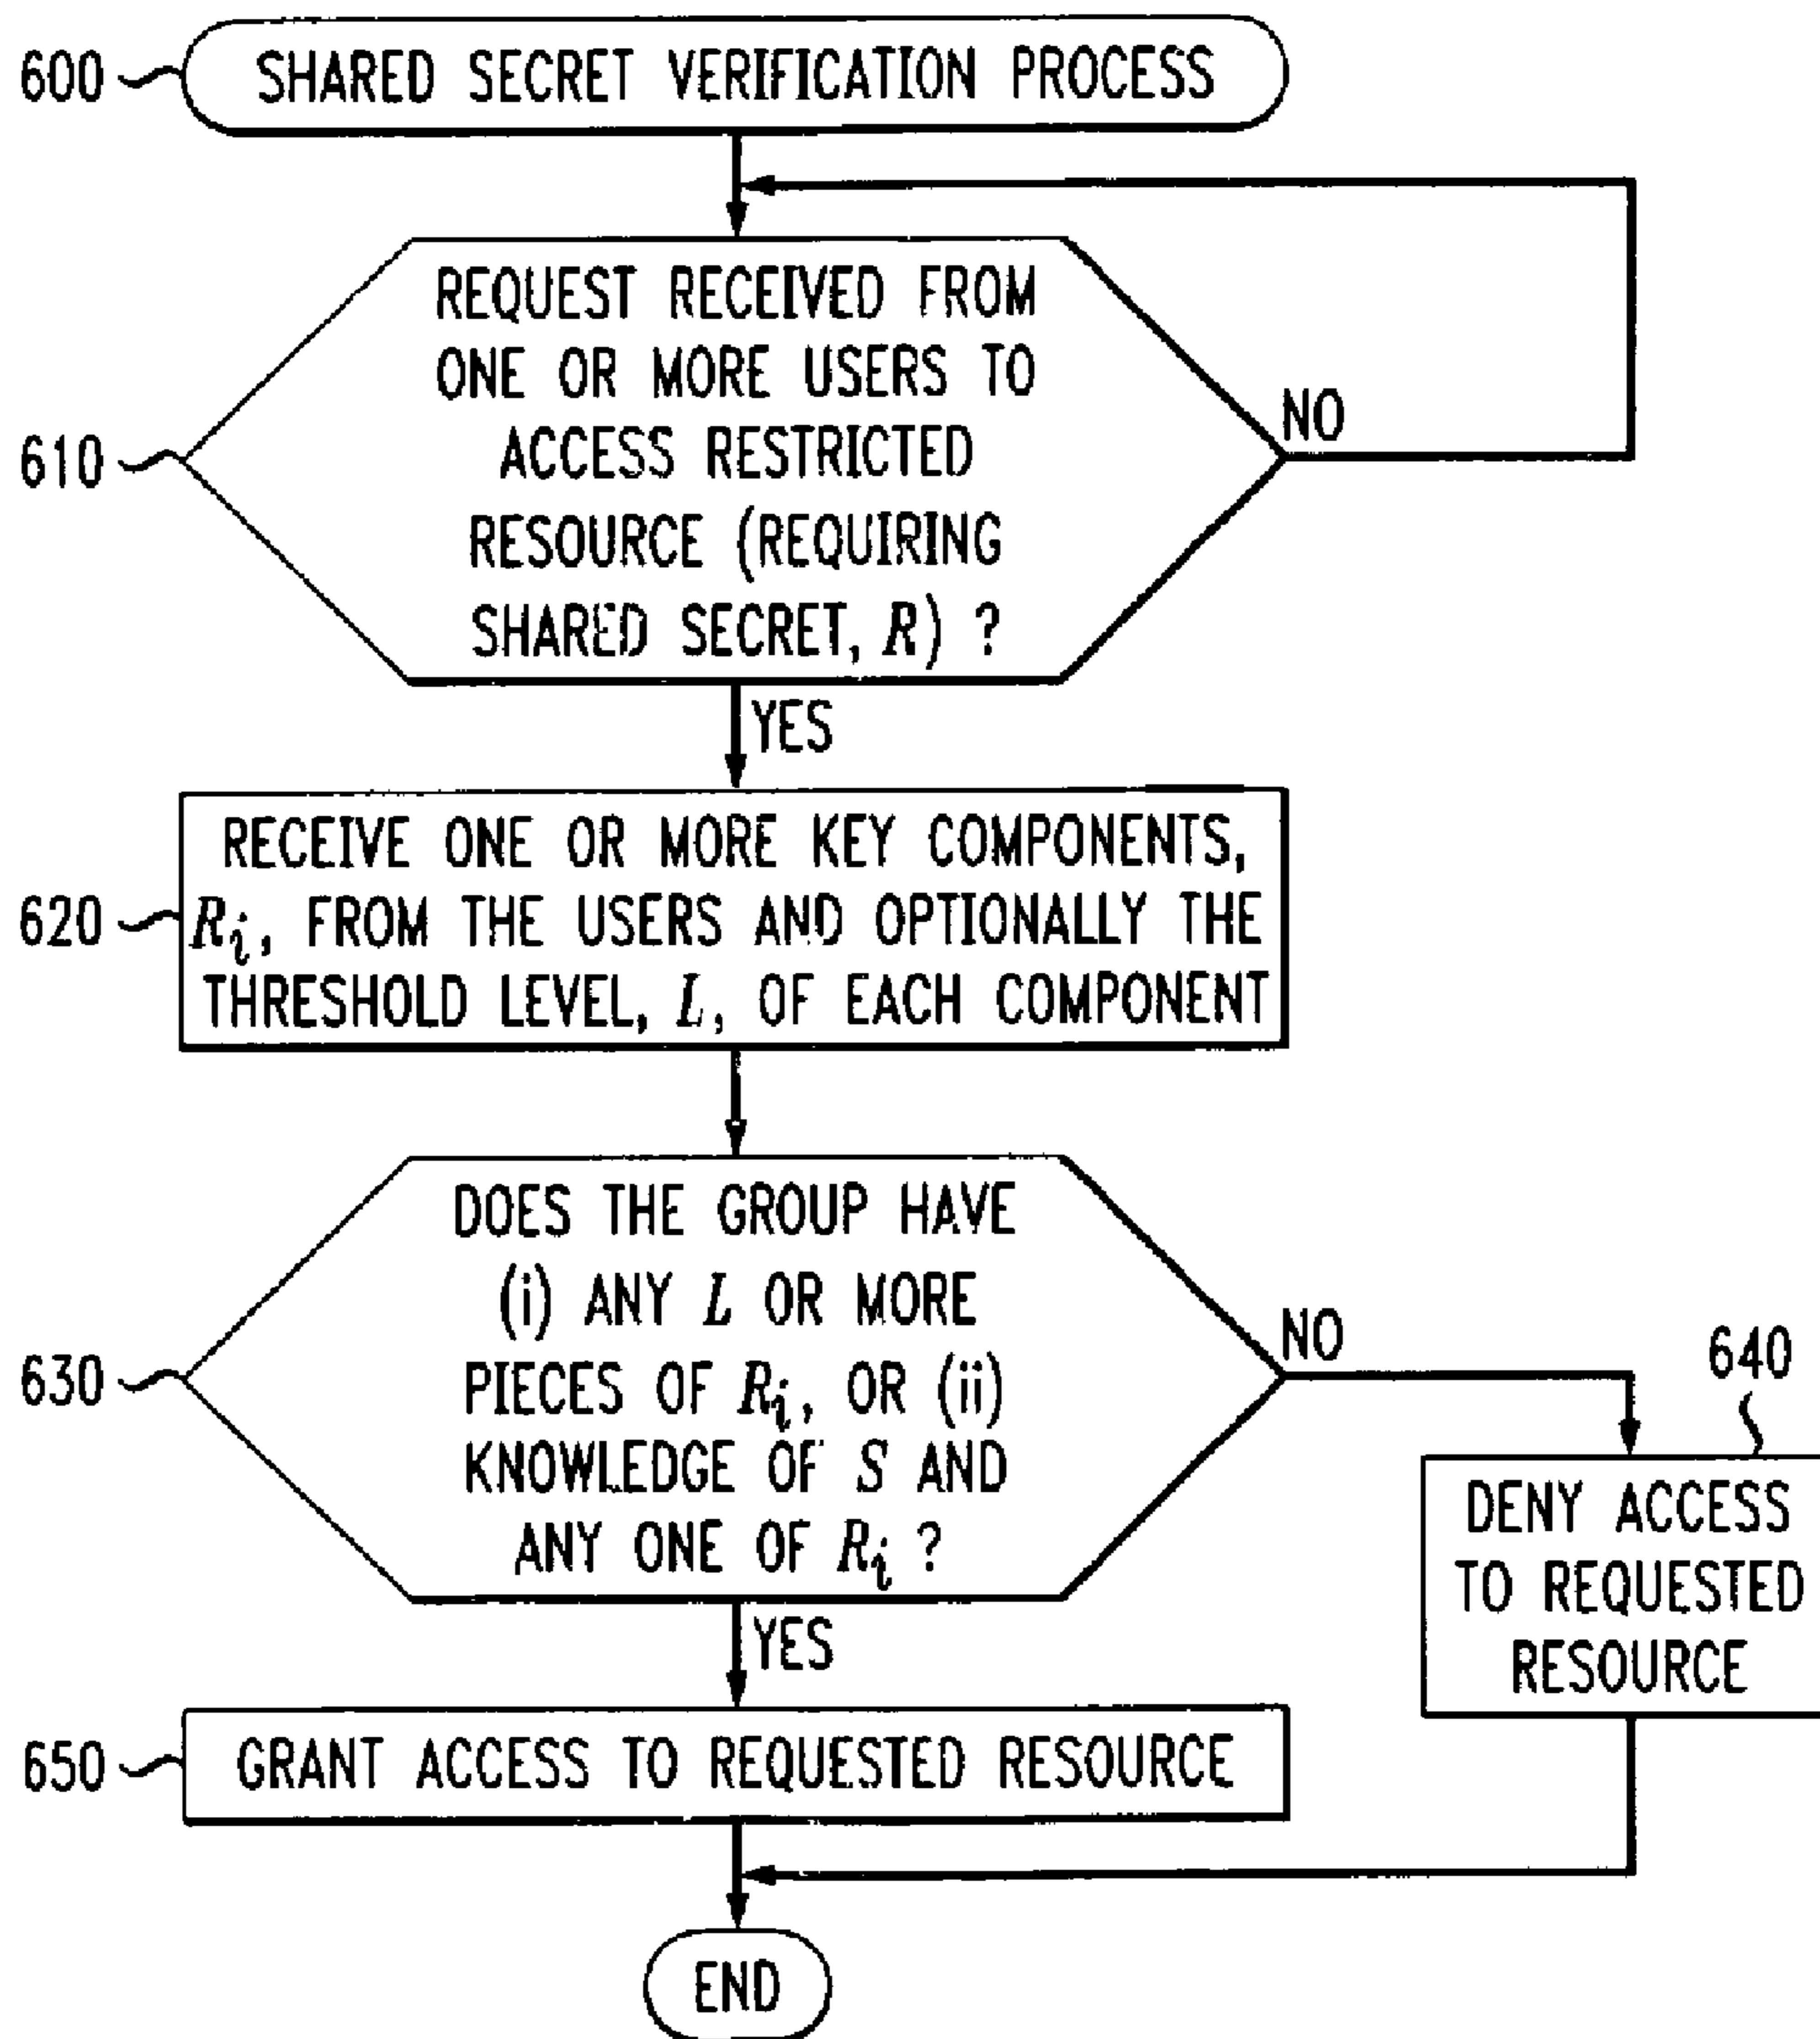 600
SHARED SECRET VERIFICATION PROCESS
610
REQUEST RECEIVED FROM
ONE OR MORE USERS TO
ACCESS RESTRICTED
RESOURCE (REQUIRING
SHARED SECRET, R) ?
NO
YES
620
RECEIVE ONE OR MORE KEY COMPONENTS,
Ri, FROM THE USERS AND OPTIONALLY THE
THRESHOLD LEVEL, L, OF EACH COMPONENT
630
DOES THE GROUP HAVE
(i) ANY L OR MORE
PIECES OF Ri, OR (ii)
KNOWLEDGE OF S AND
ANY ONE OF Ri ?
NO
640
DENY ACCESS
TO REQUESTED
RESOURCE
YES
650
GRANT ACCESS TO REQUESTED RESOURCE
END